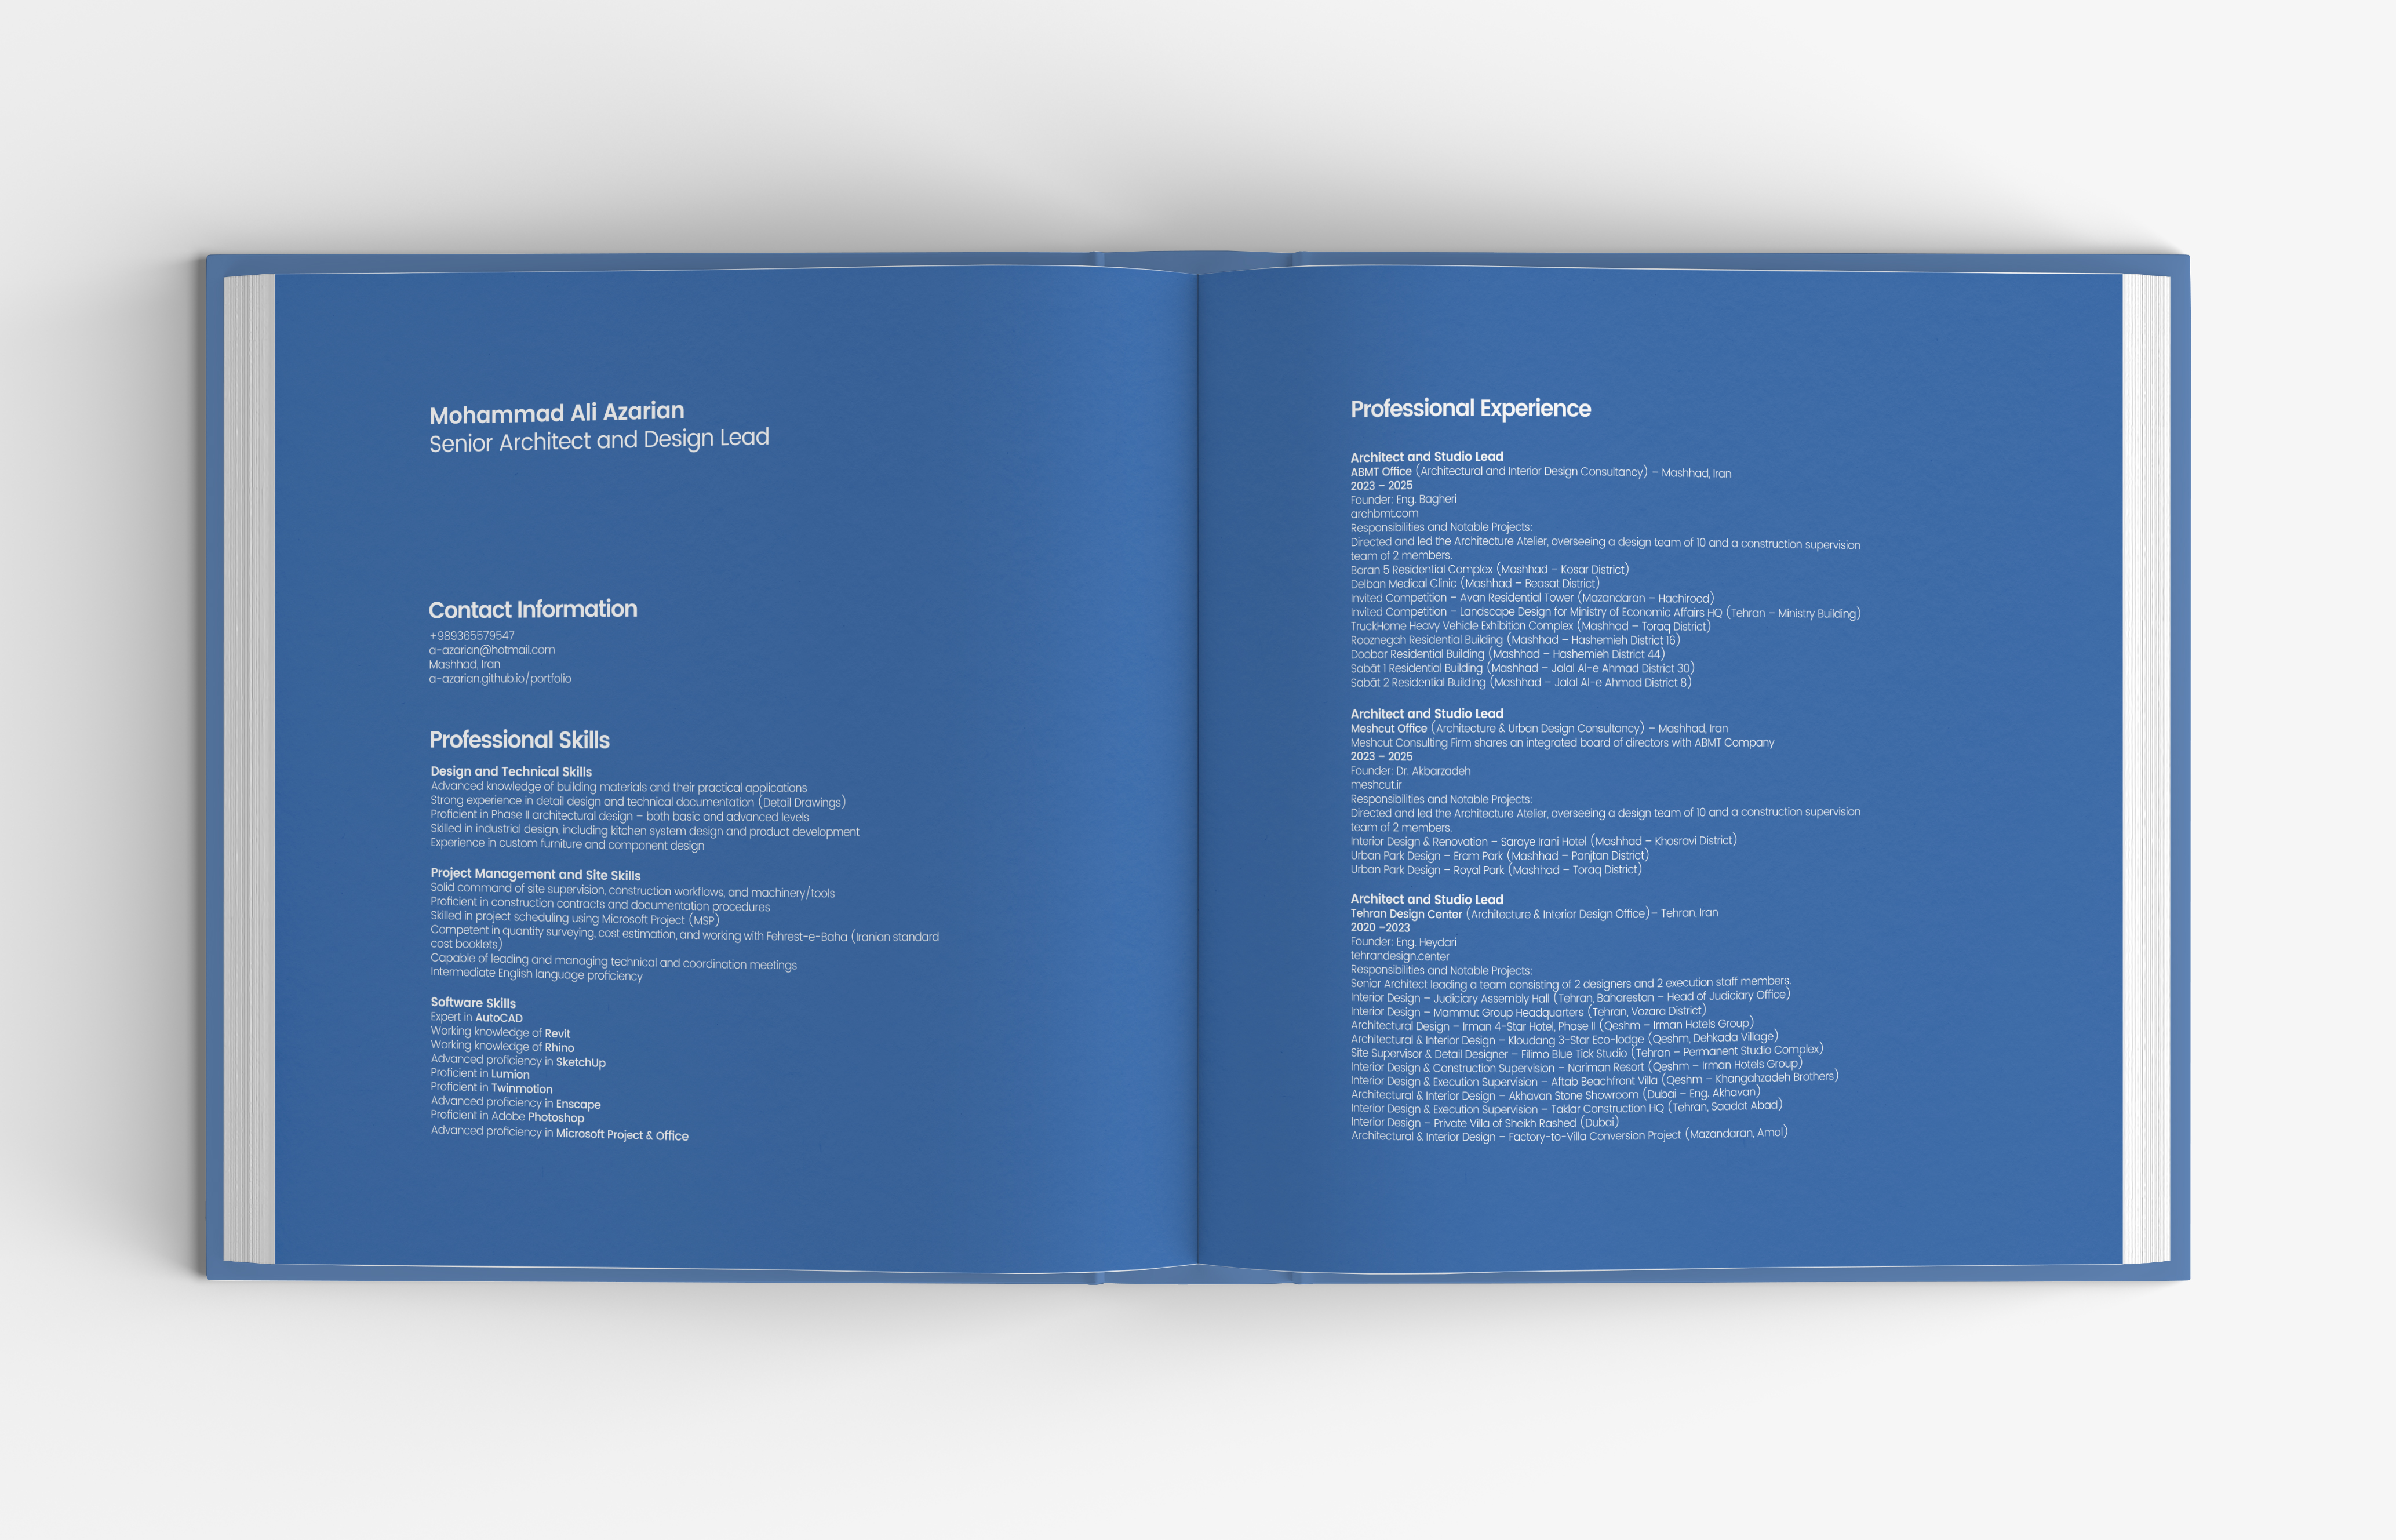 Mohammad Ali Azarian
Senior Architect and Design Lead
Contact Information
+989365579547
a-azarian@hotmail.com
Mashhad, Iran
a-azarian.github.io/portfolio
Professional Skills
Design and Technical Skills
Advanced knowledge of building materials and their practical applications
Strong experience in detail design and technical documentation (Detail Drawings)
Proficient in Phase II architectural design – both basic and advanced levels
Skilled in industrial design, including kitchen system design and product development
Experience in custom furniture and component design
Project Management and Site Skills
Solid command of site supervision, construction workflows, and machinery/tools
Proficient in construction contracts and documentation procedures
Skilled in project scheduling using Microsoft Project (MSP)
Competent in quantity surveying, cost estimation, and working with Fehrest-e-Baha (Iranian standard
cost booklets)
Capable of leading and managing technical and coordination meetings
Intermediate English language proficiency
Software Skills
Expert in AutoCAD
Working knowledge of Revit
Working knowledge of Rhino
Advanced proficiency in SketchUp
Proficient in Lumion
Proficient in Twinmotion
Advanced proficiency in Enscape
Proficient in Adobe Photoshop
Advanced proficiency in Microsoft Project & Office
Professional Experience
Architect and Studio Lead
ABMT Office (Architectural and Interior Design Consultancy) – Mashhad, Iran
2023 – 2025
Founder: Eng. Bagheri
archbmt.com
Responsibilities and Notable Projects:
Directed and led the Architecture Atelier, overseeing a design team of 10 and a construction supervision
team of 2 members.
Baran 5 Residential Complex (Mashhad – Kosar District)
Delban Medical Clinic (Mashhad – Beasat District)
Invited Competition – Avan Residential Tower (Mazandaran – Hachirood)
Invited Competition – Landscape Design for Ministry of Economic Affairs HQ (Tehran – Ministry Building)
TruckHome Heavy Vehicle Exhibition Complex (Mashhad – Toraq District)
Rooznegah Residential Building (Mashhad – Hashemieh District 16)
Doobar Residential Building (Mashhad – Hashemieh District 44)
Sabāt 1 Residential Building (Mashhad – Jalal Al-e Ahmad District 30)
Sabāt 2 Residential Building (Mashhad – Jalal Al-e Ahmad District 8)
Architect and Studio Lead
Meshcut Office (Architecture & Urban Design Consultancy) – Mashhad, Iran
Meshcut Consulting Firm shares an integrated board of directors with ABMT Company
2023 – 2025
Founder: Dr. Akbarzadeh
meshcut.ir
Responsibilities and Notable Projects:
Directed and led the Architecture Atelier, overseeing a design team of 10 and a construction supervision
team of 2 members.
Interior Design & Renovation – Saraye Irani Hotel (Mashhad – Khosravi District)
Urban Park Design – Eram Park (Mashhad – Panjtan District)
Urban Park Design – Royal Park (Mashhad – Toraq District)
Architect and Studio Lead
Tehran Design Center (Architecture & Interior Design Office)– Tehran, Iran
2020 –2023
Founder: Eng. Heydari
tehrandesign.center
Responsibilities and Notable Projects:
Senior Architect leading a team consisting of 2 designers and 2 execution staff members.
Interior Design – Judiciary Assembly Hall (Tehran, Baharestan – Head of Judiciary Office)
Interior Design – Mammut Group Headquarters (Tehran, Vozara District)
Architectural Design – Irman 4-Star Hotel, Phase II (Qeshm – Irman Hotels Group)
Architectural & Interior Design – Kloudang 3-Star Eco-lodge (Qeshm, Dehkada Village)
Site Supervisor & Detail Designer – Filimo Blue Tick Studio (Tehran – Permanent Studio Complex)
Interior Design & Construction Supervision – Nariman Resort (Qeshm – Irman Hotels Group)
Interior Design & Execution Supervision – Aftab Beachfront Villa (Qeshm – Khangahzadeh Brothers)
Architectural & Interior Design – Akhavan Stone Showroom (Dubai – Eng. Akhavan)
Interior Design & Execution Supervision – Taklar Construction HQ (Tehran, Saadat Abad)
Interior Design – Private Villa of Sheikh Rashed (Dubai)
Architectural & Interior Design – Factory-to-Villa Conversion Project (Mazandaran, Amol)